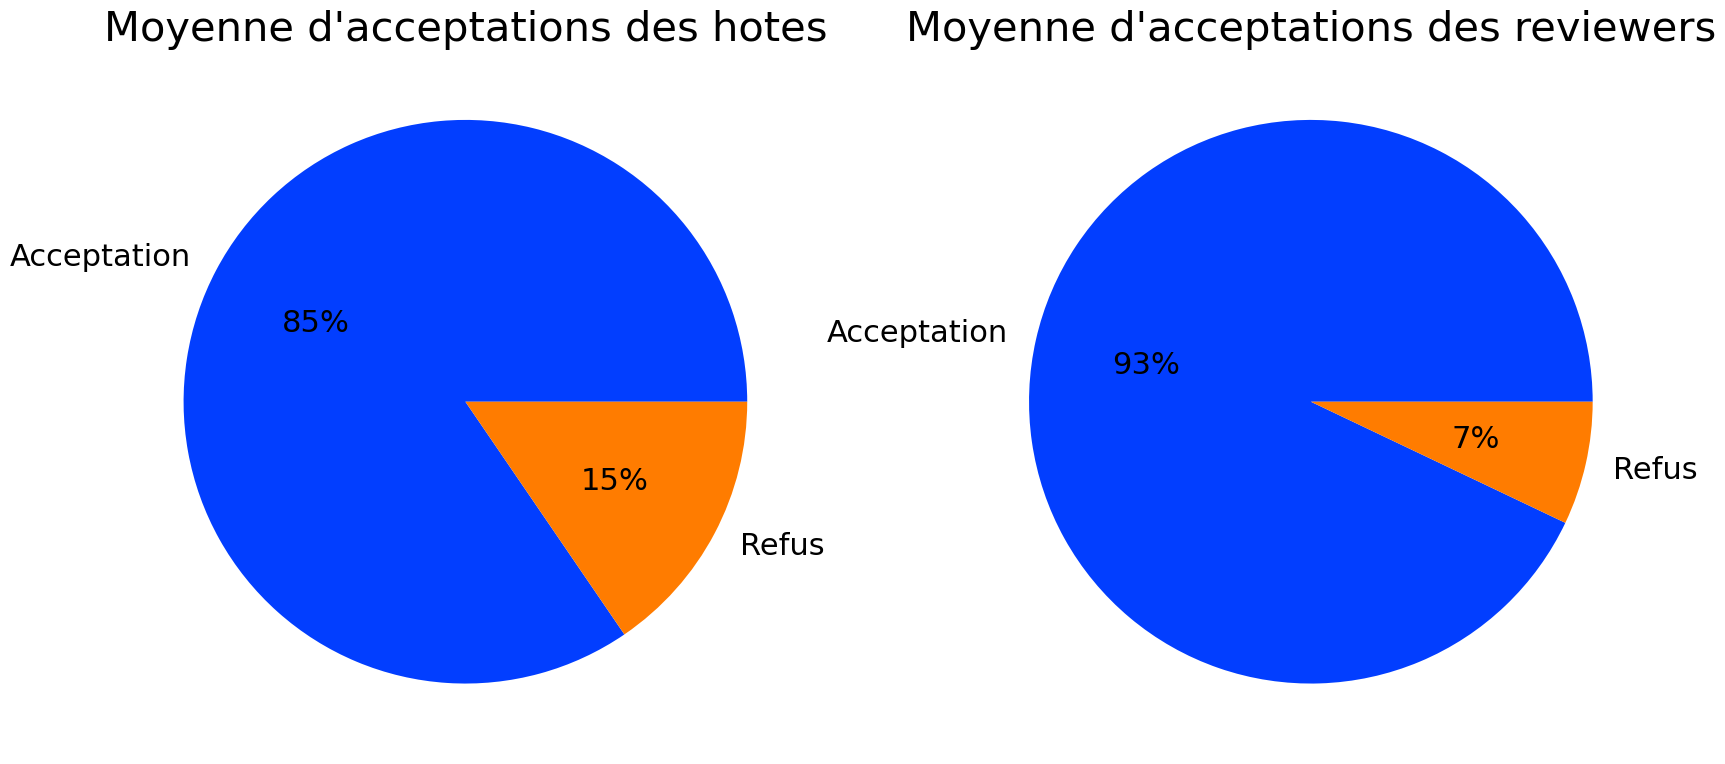 Moyenne d'acceptations des hotes
Acceptation
85%
15%
Refus
Moyenne d'acceptations des reviewers
Acceptation
93%
7%
Refus